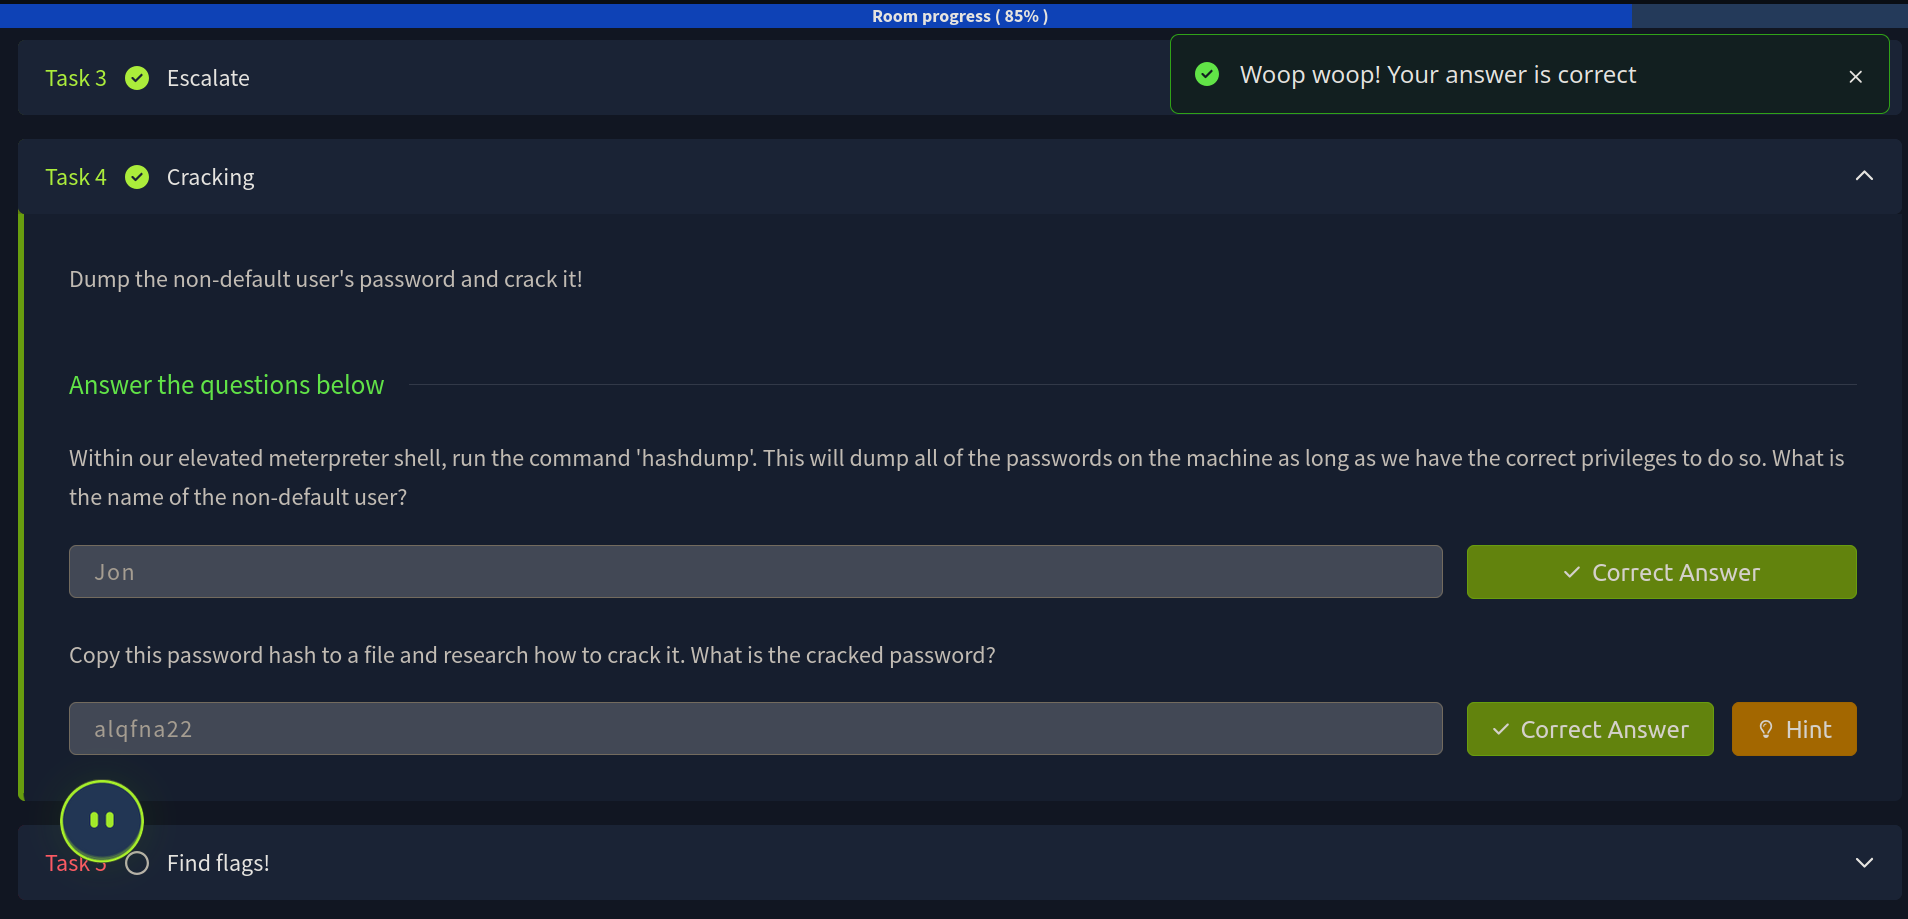 Room progress ( 85% )
Task 3 Escalate
Woop woop! Your answer is correct
Task 4 Cracking
Dump the non-default user's password and crack it!
Answer the questions below
Within our elevated meterpreter shell, run the command 'hashdump'. This will dump all of the passwords on the machine as long as we have the correct privileges to do so. What is
the name of the non-default user?
Jon
Correct Answer
Copy this password hash to a file and research how to crack it. What is the cracked password?
alqfna22
Correct Answer
Hint
Task 5 Find flags!